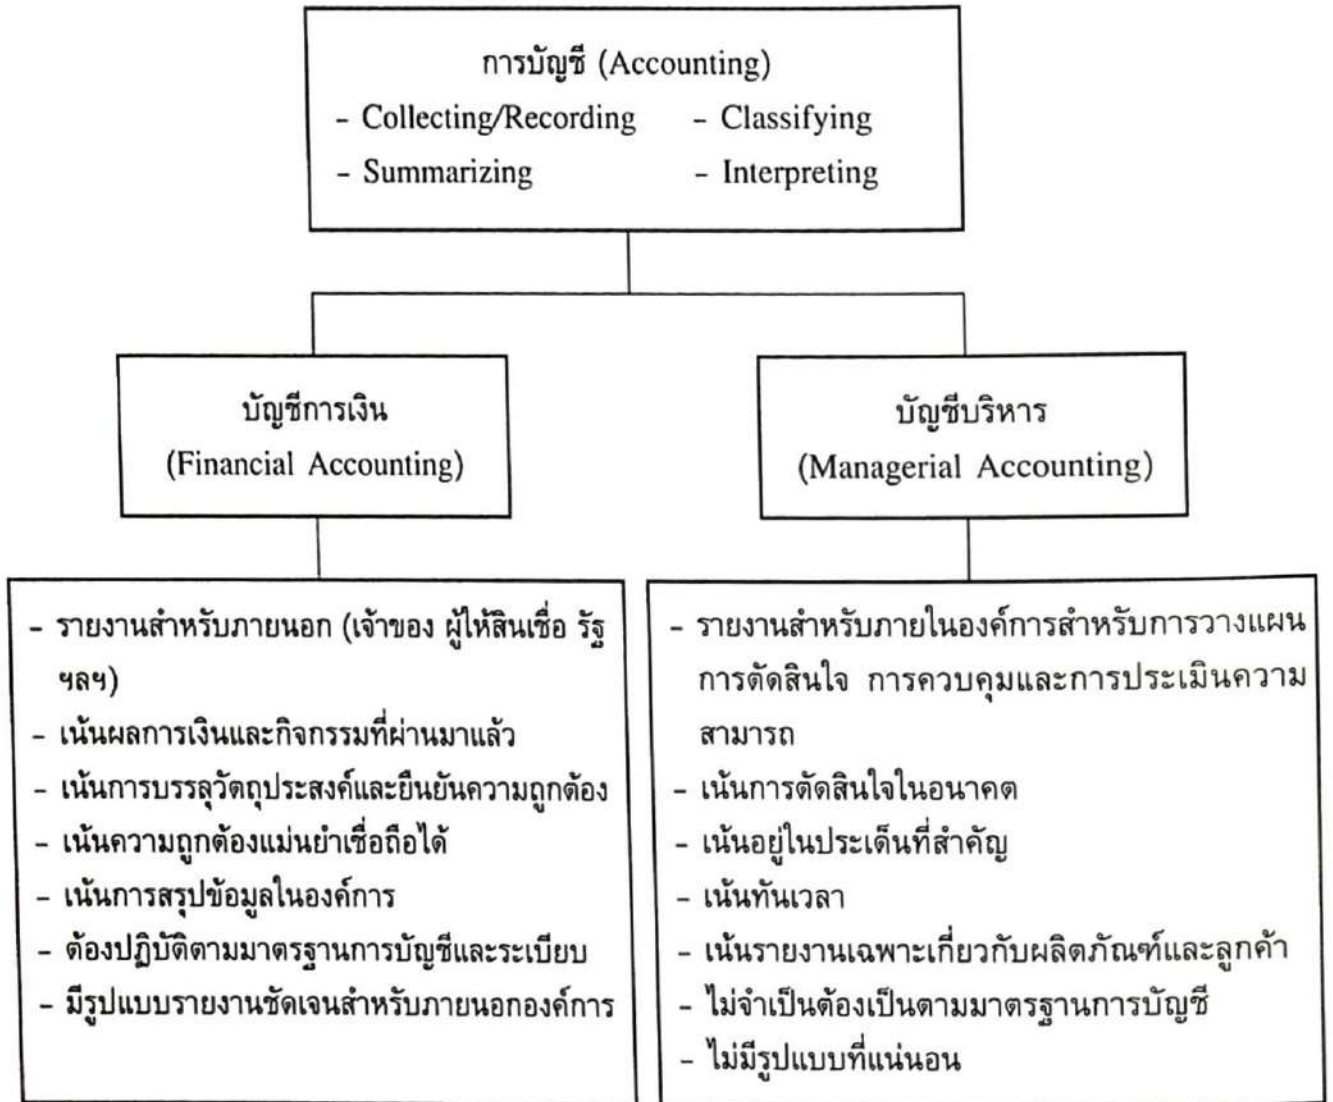 การบัญชี (Accounting)
- Collecting/Recording - Classifying
- Summarizing - Interpreting
บัญชีการเงิน
(Financial Accounting)
บัญชีบริหาร
(Managerial Accounting)
- รายงานสำหรับภายนอก (เจ้าของ ผู้ให้สินเชื่อ รัฐ
ฯลฯ)
- เน้นผลการเงินและกิจกรรมที่ผ่านมาแล้ว
- เน้นการบรรลุวัตถุประสงค์และยืนยันความถูกต้อง
- เน้นความถูกต้องแม่นยำเชื่อถือได้
- เน้นการสรุปข้อมูลในองค์การ
- ต้องปฏิบัติตามมาตรฐานการบัญชีและระเบียบ
- มีรูปแบบรายงานชัดเจนสำหรับภายนอกองค์การ
- รายงานสำหรับภายในองค์การสำหรับการวางแผน
การตัดสินใจ การควบคุมและการประเมินความ
สามารถ
- เน้นการตัดสินใจในอนาคต
- เน้นอยู่ในประเด็นที่สำคัญ
- เน้นทันเวลา
- เน้นรายงานเฉพาะเกี่ยวกับผลิตภัณฑ์และลูกค้า
- ไม่จำเป็นต้องเป็นตามมาตรฐานการบัญชี
- ไม่มีรูปแบบที่แน่นอน